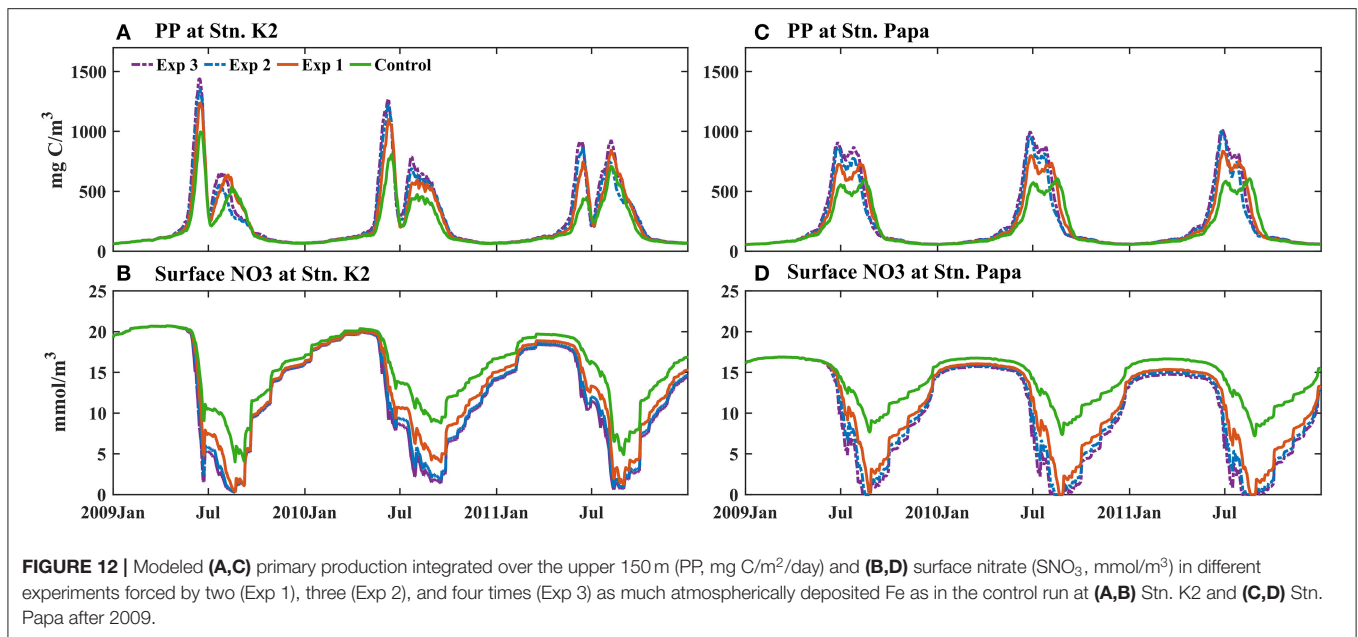 A PP at Stn. K2
C PP at Stn. Papa
Exp 3 Exp 2 Exp 1 Control
1500
1000
500
0
mg C/m³
1500
1000
500
0
B Surface NO3 at Stn. K2
D Surface NO3 at Stn. Papa
25
20
15
10
5
0
mmol/m³
25
20
15
10
5
0
2009Jan Jul 2010Jan Jul 2011Jan Jul
2009Jan Jul 2010Jan Jul 2011Jan Jul
FIGURE 12 | Modeled (A,C) primary production integrated over the upper 150 m (PP, mg C/m²/day) and (B,D) surface nitrate (SNO₃, mmol/m³) in different
experiments forced by two (Exp 1), three (Exp 2), and four times (Exp 3) as much atmospherically deposited Fe as in the control run at (A,B) Stn. K2 and (C,D) Stn.
Papa after 2009.